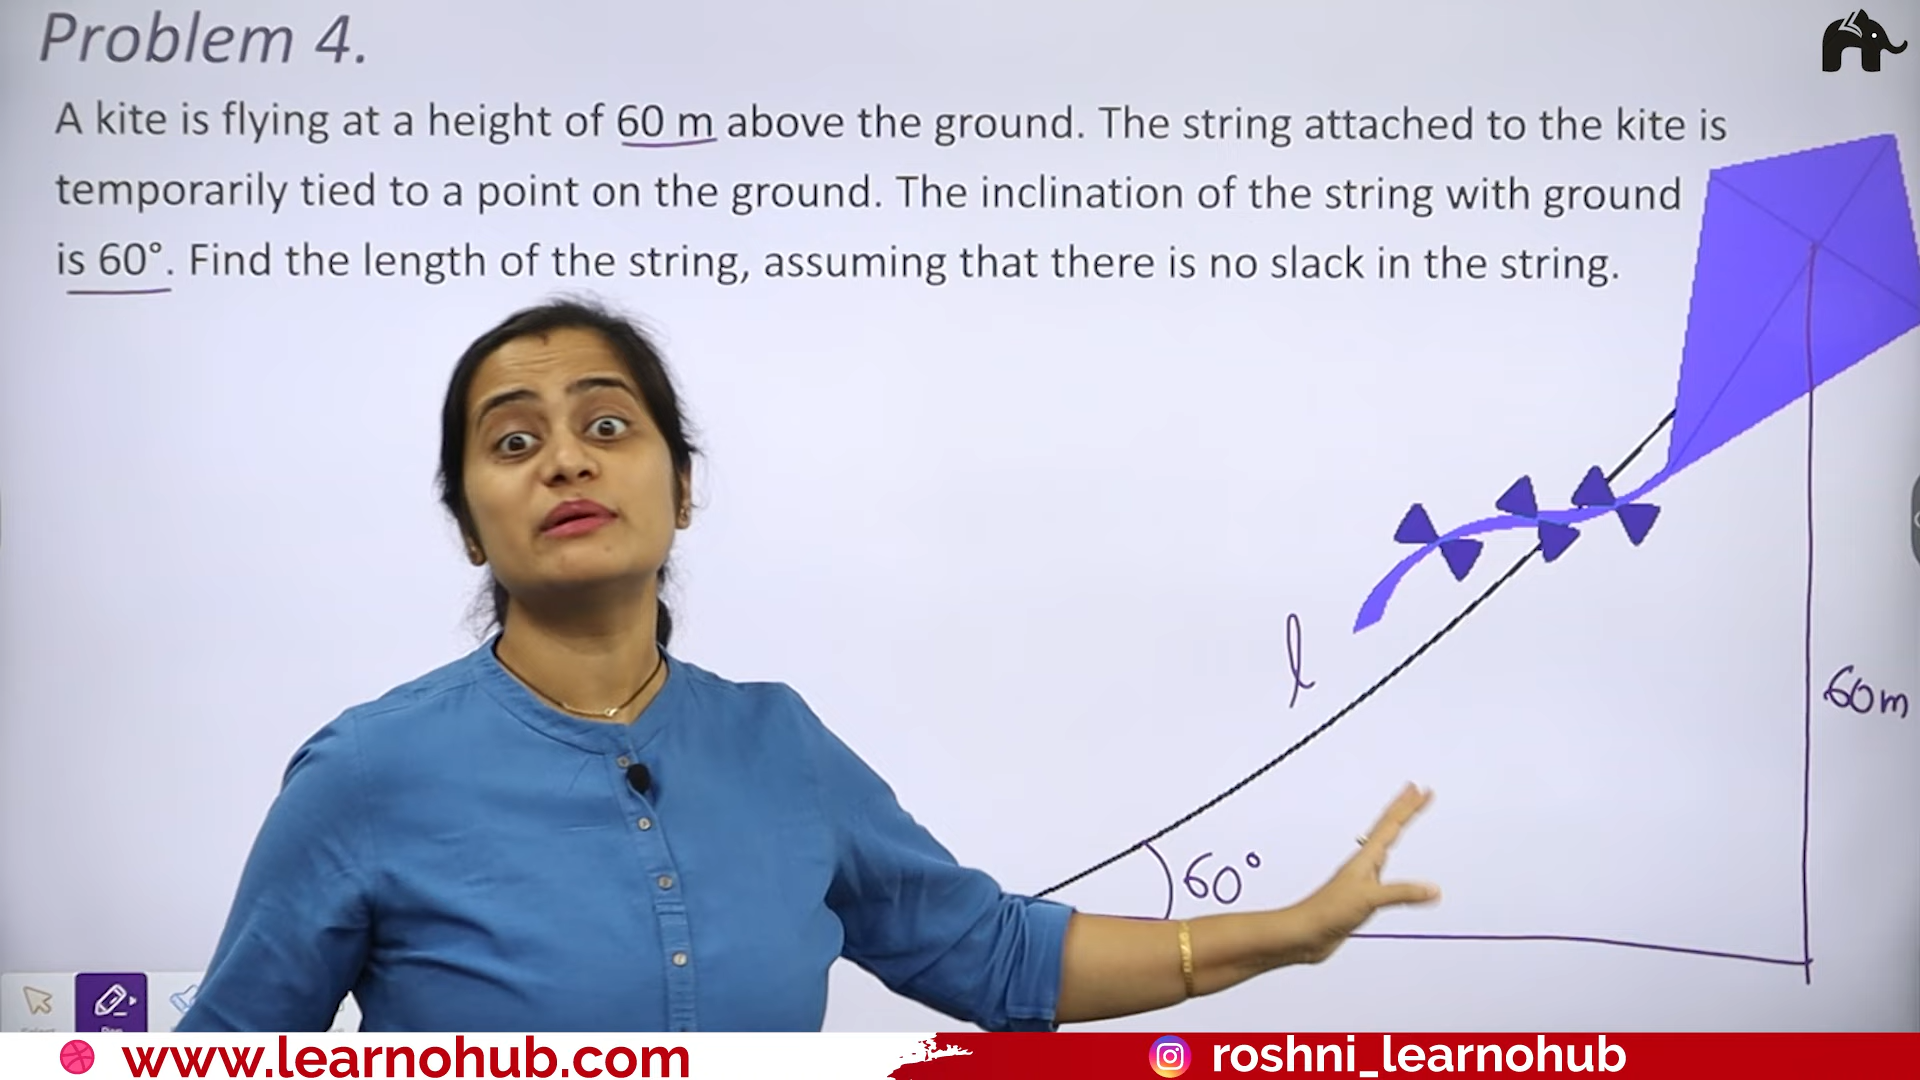 Problem 4.
A kite is flying at a height of 60 m above the ground. The string attached to the kite is
temporarily tied to a point on the ground. The inclination of the string with ground
is 60°. Find the length of the string, assuming that there is no slack in the string.
l
60m
60°
www.learnohub.com
roshni_learnohub